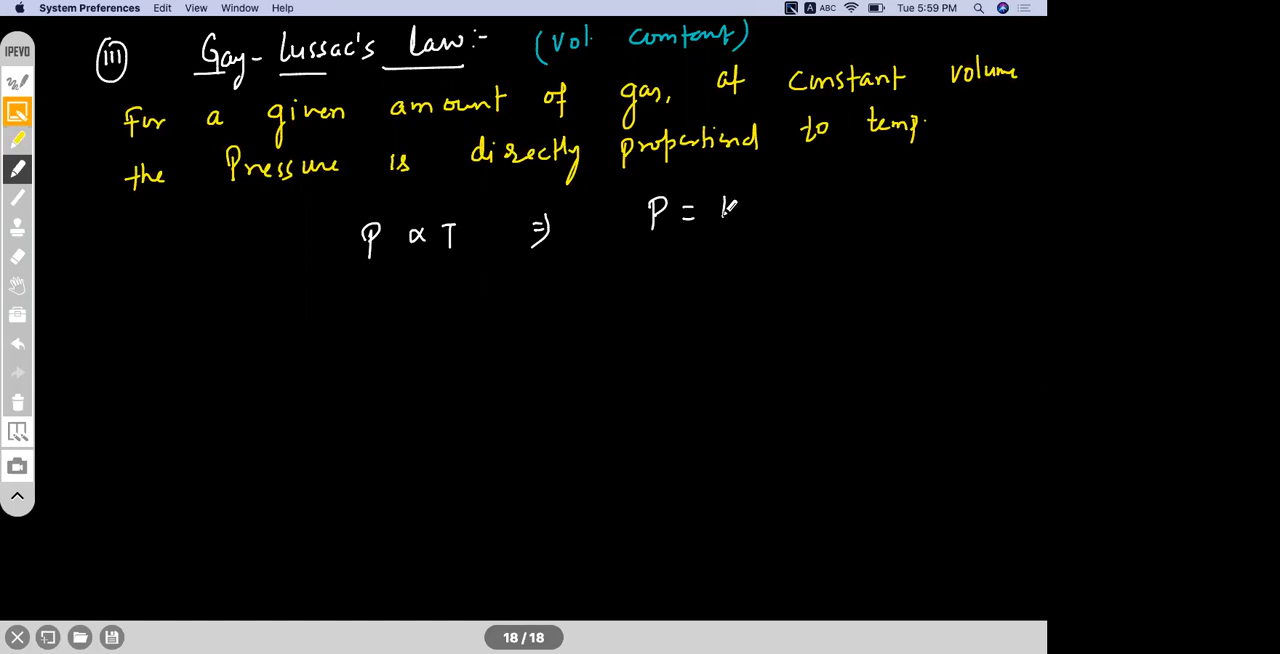 System Preferences Edit View Window Help A ABC Tue 5:59 PM
IPEVO
(iii) Gay-Lussac's Law:- (Vol. constant)
For a given amount of gas, at constant volume
the Pressure is directly proportional to temp.
P ∝ T ⇒ P =
18 / 18